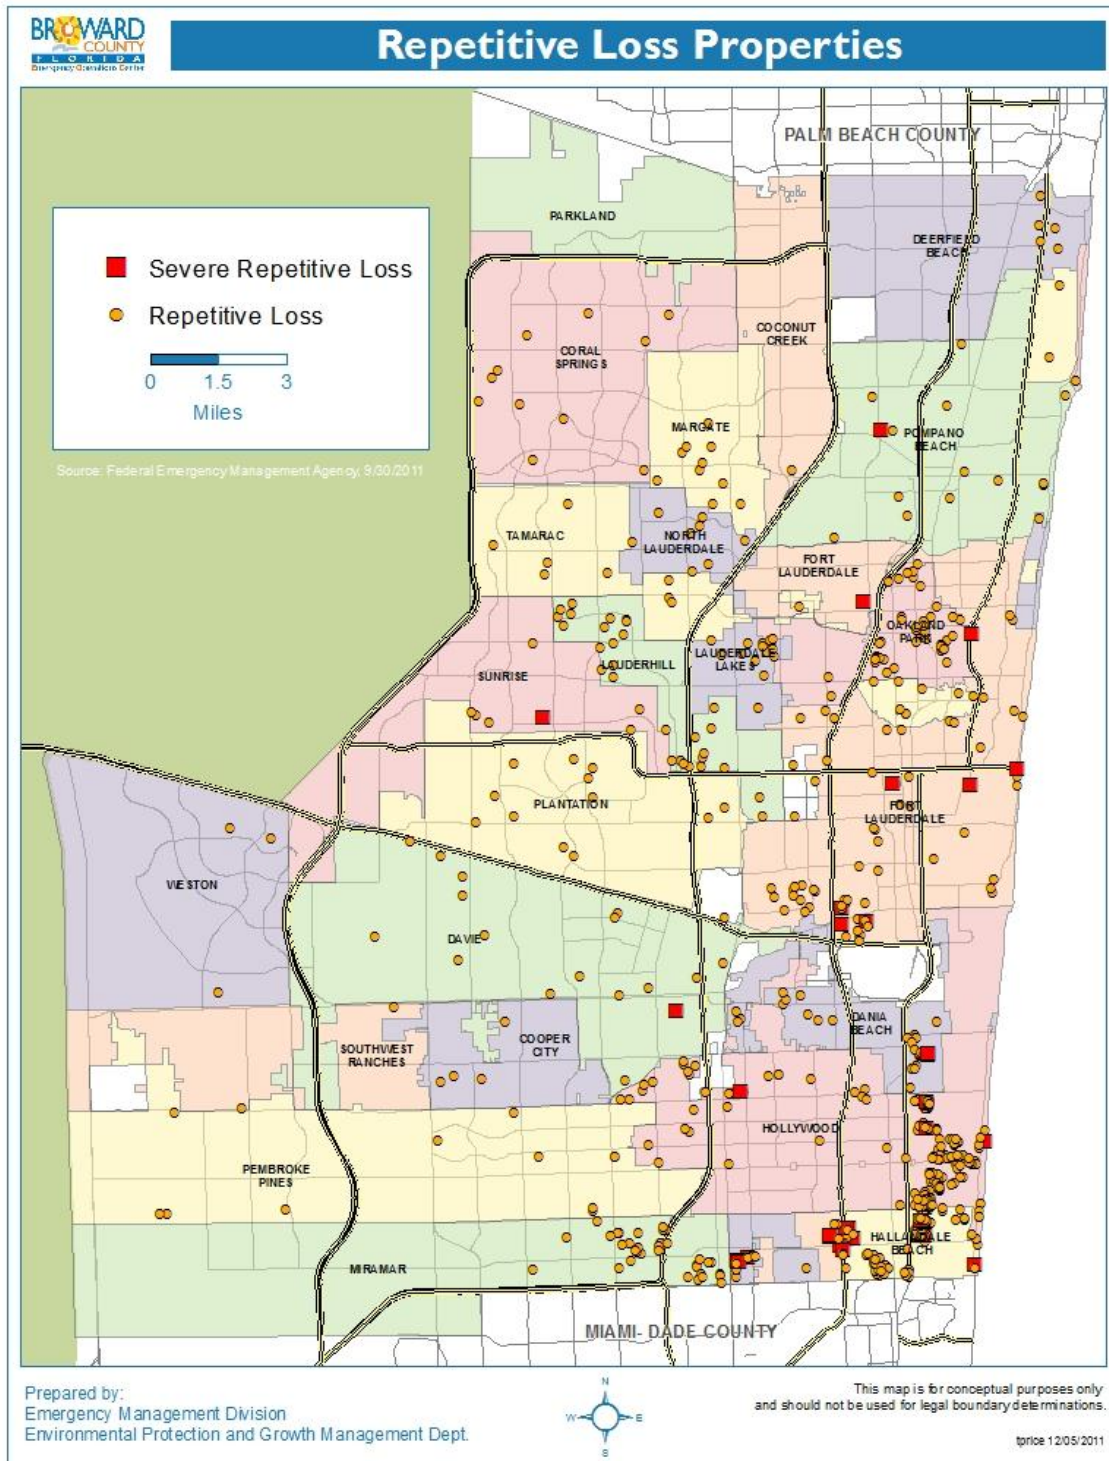 BROWARD
COUNTY
FLORIDA
Emergency Operations Center
Repetitive Loss Properties
PALM BEACH COUNTY
PARKLAND
DEERFIELD
BEACH
Severe Repetitive Loss
Repetitive Loss
0 1.5 3
Miles
Source: Federal Emergency Management Agency, 9/30/2011
COCONUT
CREEK
CORAL
SPRINGS
MARGATE
POMPANO
BEACH
TAMARAC
NORTH
LAUDERDALE
FORT
LAUDERDALE
OAKLAND
PARK
LAUDERDALE
LAKES
LAUDERHILL
SUNRISE
PLANTATION
FORT
LAUDERDALE
WESTON
DAVIE
DANIA
BEACH
COOPER
CITY
SOUTHWEST
RANCHES
HOLLYWOOD
PEMBROKE
PINES
HALLANDALE
BEACH
MIRAMAR
MIAMI- DADE COUNTY
Prepared by:
Emergency Management Division
Environmental Protection and Growth Management Dept.
N
W E
S
This map is for conceptual purposes only
and should not be used for legal boundary determinations.
tprice 12/05/2011